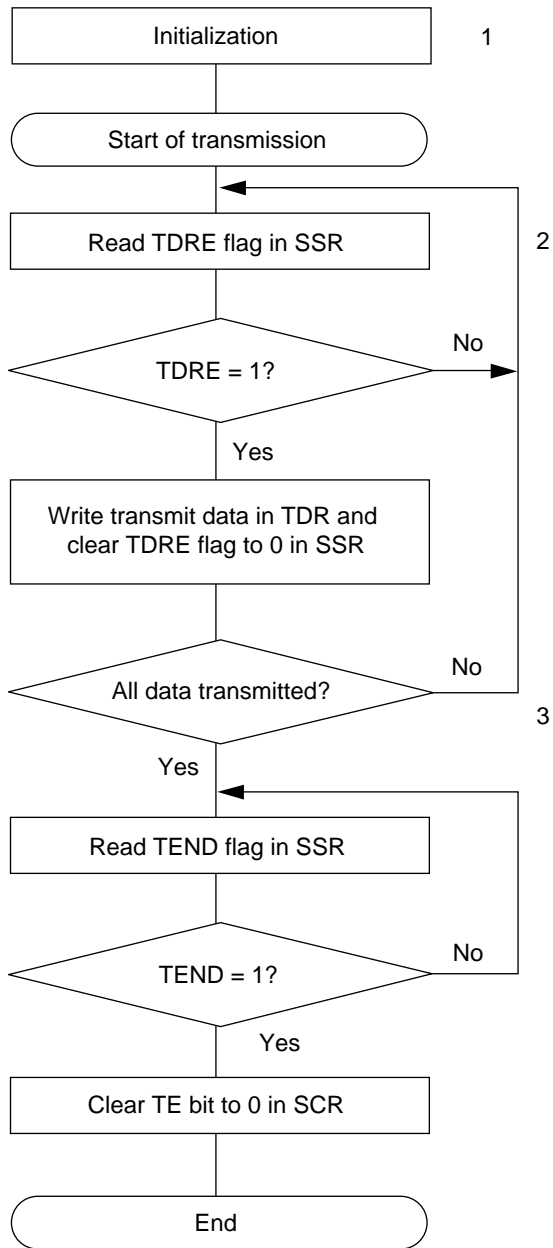 Initialization
1
Start of transmission
Read TDRE flag in SSR
2
TDRE = 1?
No
Yes
Write transmit data in TDR and
clear TDRE flag to 0 in SSR
All data transmitted?
No
3
Yes
Read TEND flag in SSR
TEND = 1?
No
Yes
Clear TE bit to 0 in SCR
End